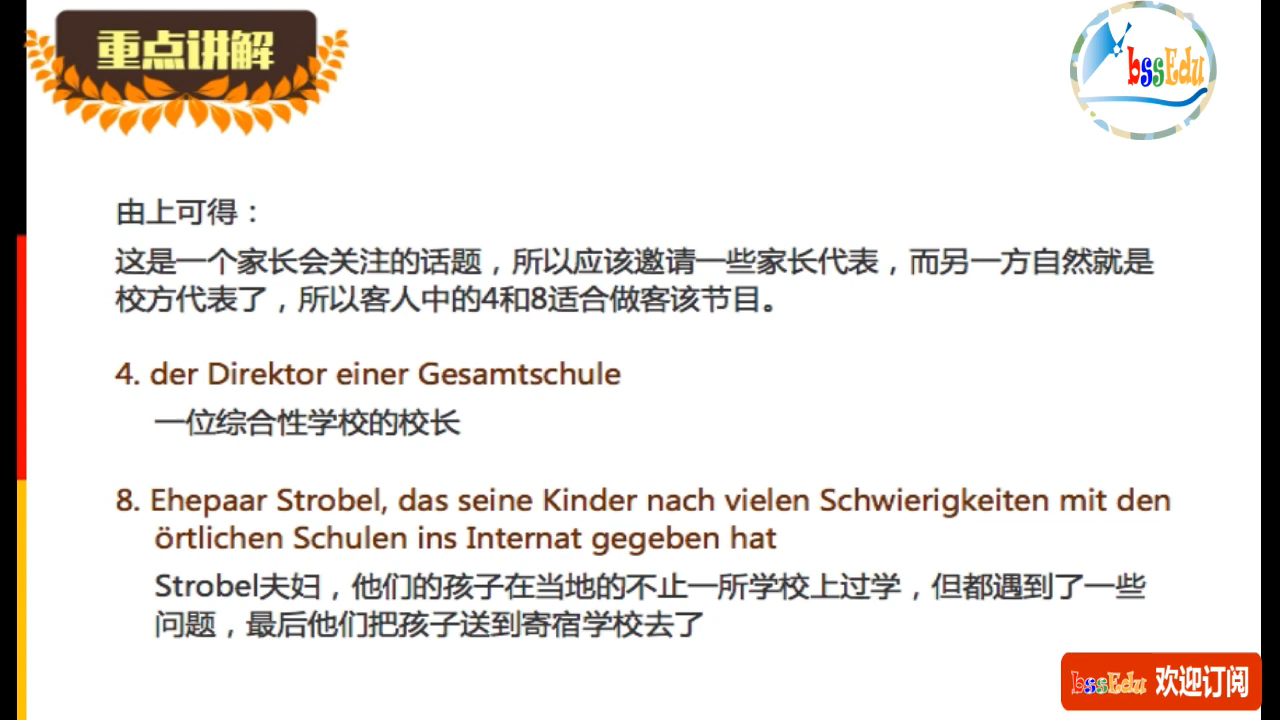 重点讲解
bssEdu
由上可得：
这是一个家长会关注的话题，所以应该邀请一些家长代表，而另一方自然就是
校方代表了，所以客人中的4和8适合做客该节目。
4. der Direktor einer Gesamtschule
一位综合性学校的校长
8. Ehepaar Strobel, das seine Kinder nach vielen Schwierigkeiten mit den
örtlichen Schulen ins Internat gegeben hat
Strobel夫妇，他们的孩子在当地的不止一所学校上过学，但都遇到了一些
问题，最后他们把孩子送到寄宿学校去了
bssEdu 欢迎订阅